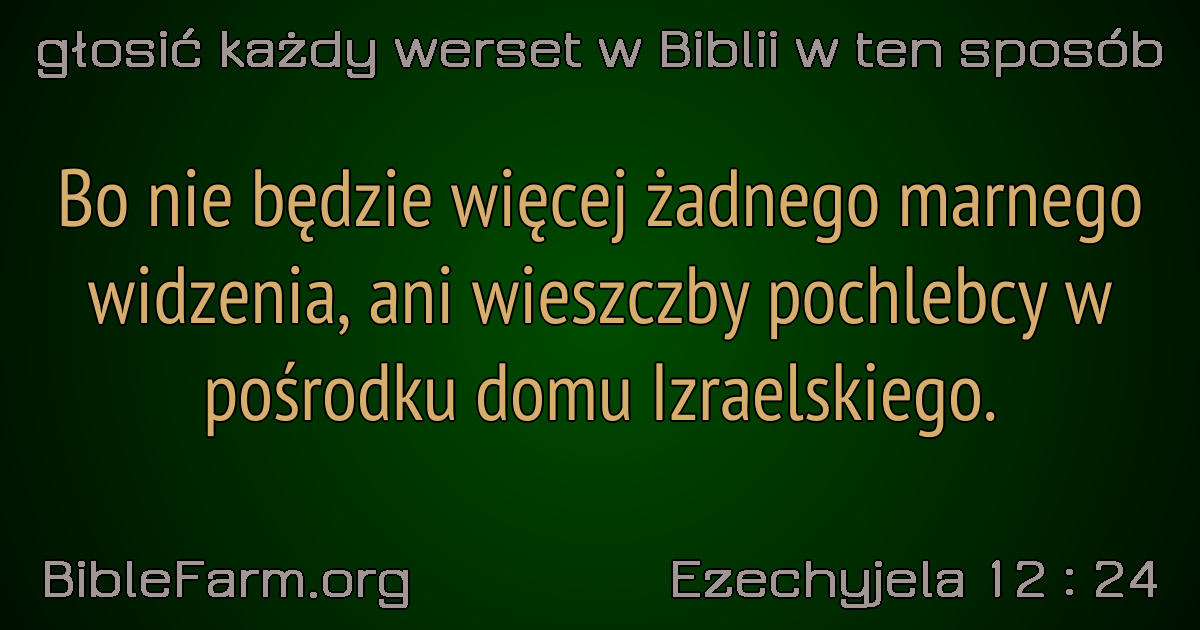 głosić każdy werset w Biblii w ten sposób
Bo nie będzie więcej żadnego marnego
widzenia, ani wieszczby pochlebcy w
pośrodku domu Izraelskiego.
BibleFarm.org
Ezechyjela 12 : 24